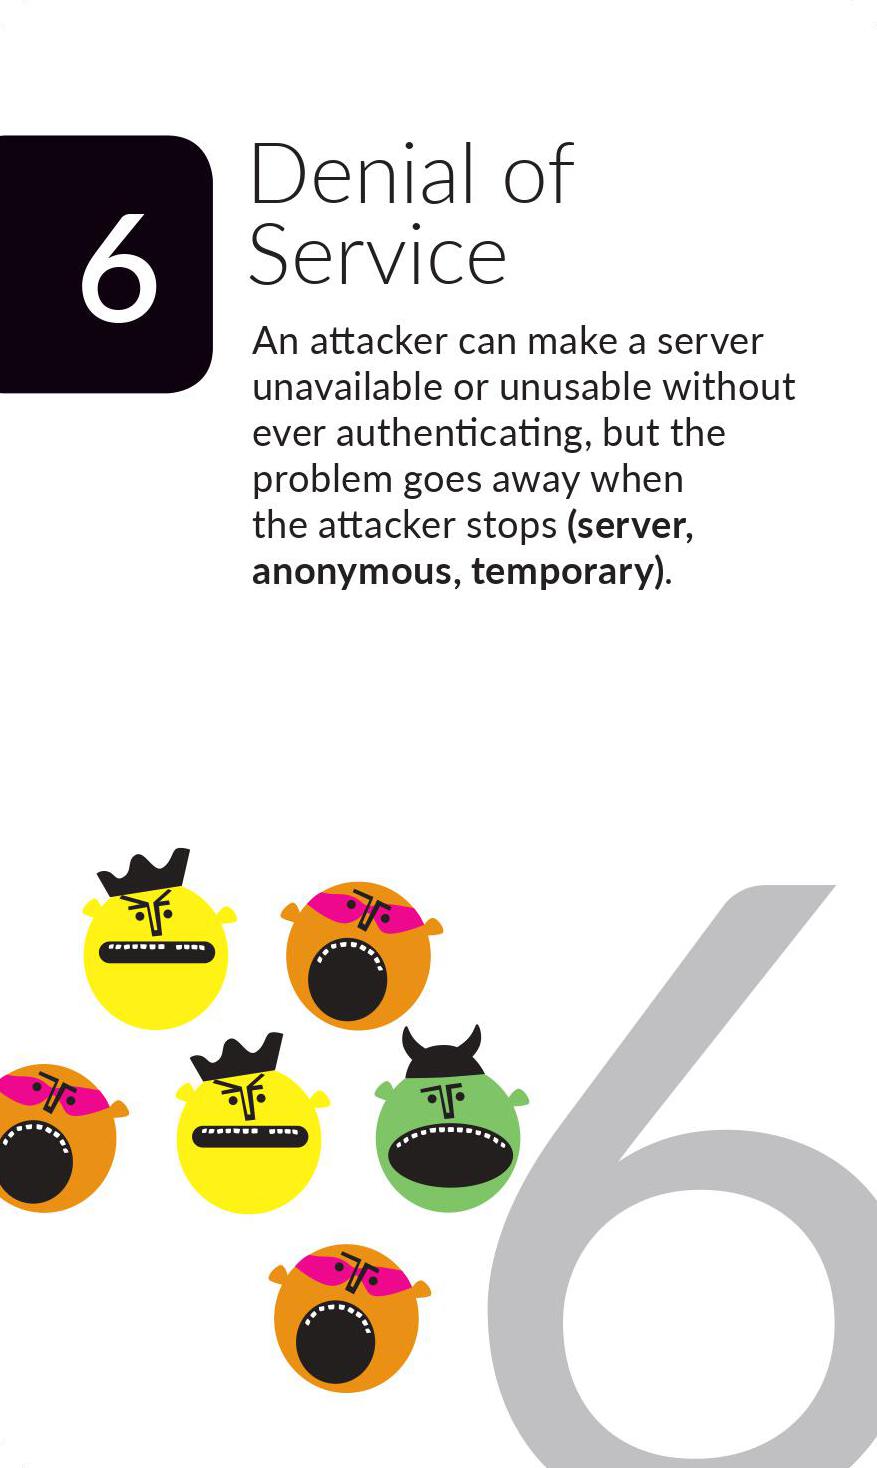 6
Denial of
Service
An attacker can make a server
unavailable or unusable without
ever authenticating, but the
problem goes away when
the attacker stops (server,
anonymous, temporary).
6